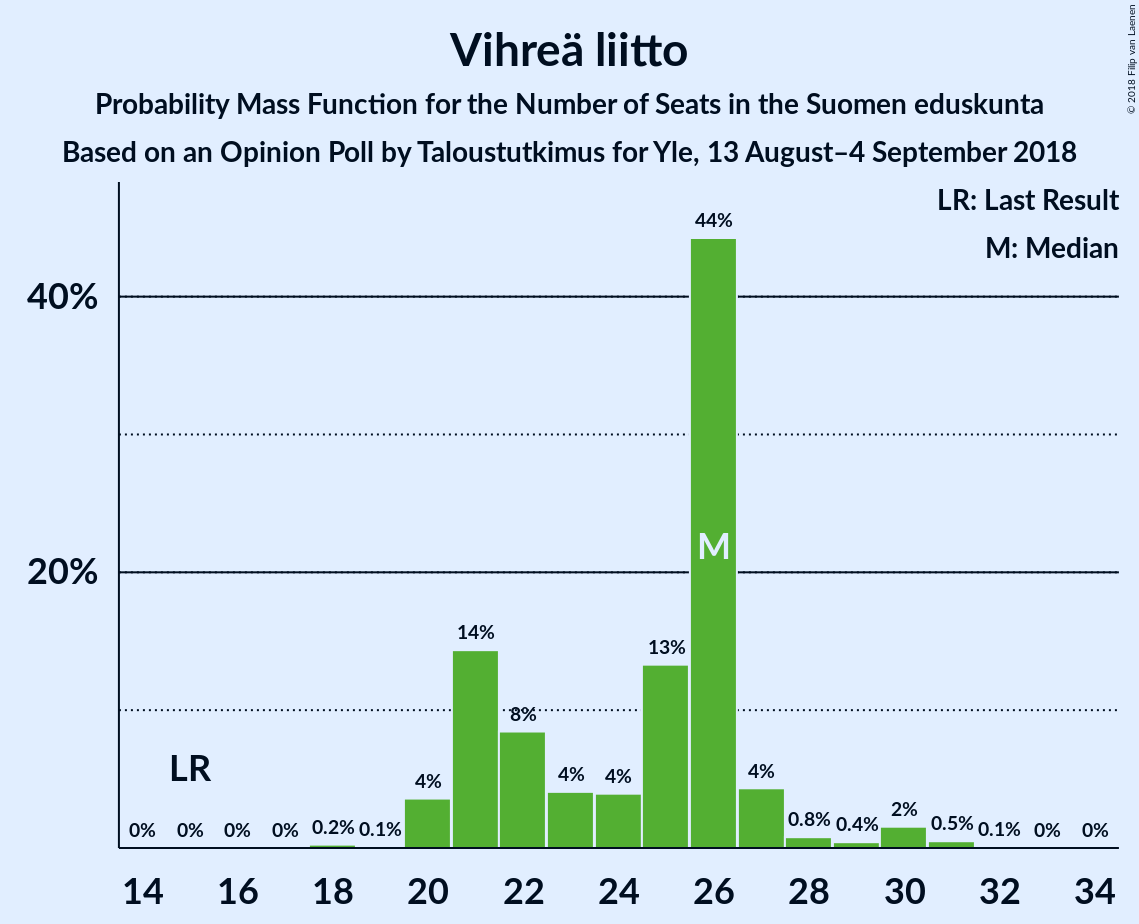 Vihreä liitto
Probability Mass Function for the Number of Seats in the Suomen eduskunta
Based on an Opinion Poll by Taloustutkimus for Yle, 13 August–4 September 2018
© 2018 Filip van Laenen
LR: Last Result
M: Median
44%
40%
M
20%
14%
13%
8%
LR
4%
4%
4%
4%
0%
0%
0%
0%
0.2%
0.1%
0.8%
0.4%
2%
0.5%
0.1%
0%
0%
14 16 18 20 22 24 26 28 30 32 34